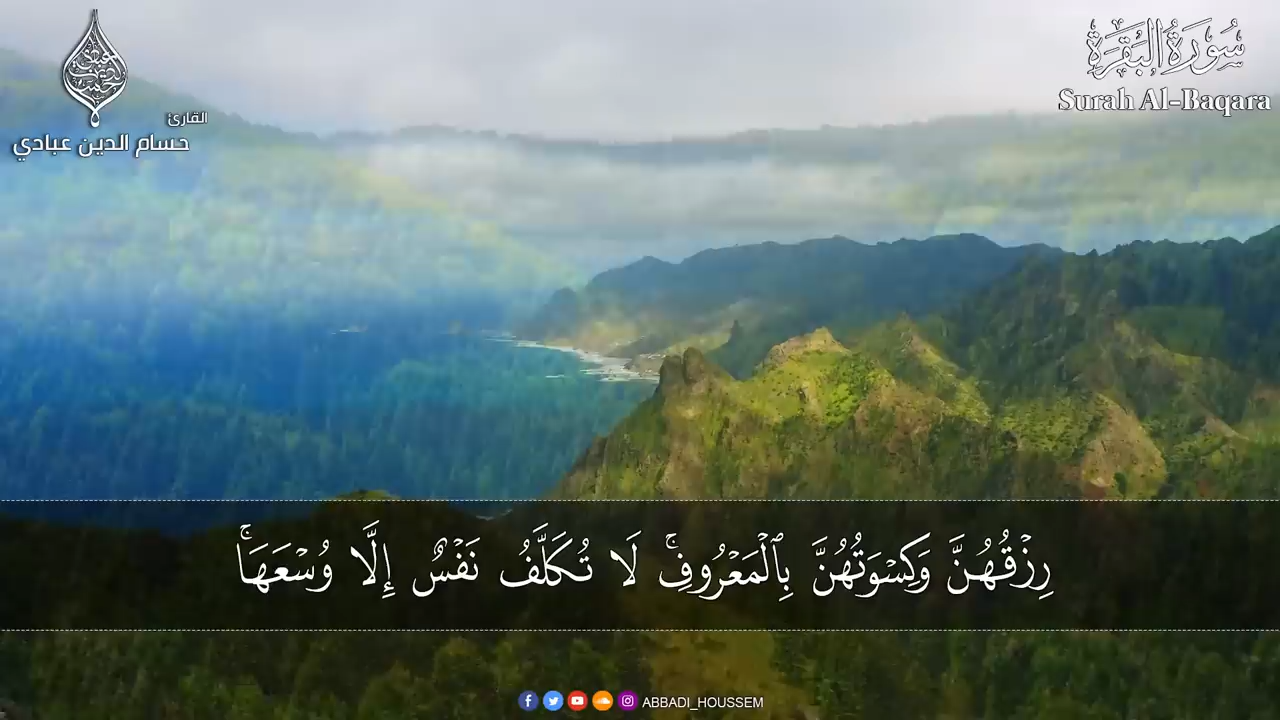 سُورَةُ البَقَرَةِ
Surah Al-Baqara
القارئ
حسام الدين عبادي
رِزْقُهُنَّ وَكِسْوَتُهُنَّ بِٱلْمَعْرُوفِۚ لَا تُكَلَّفُ نَفْسٌ إِلَّا وُسْعَهَاۚ
ABBADI_HOUSSEM